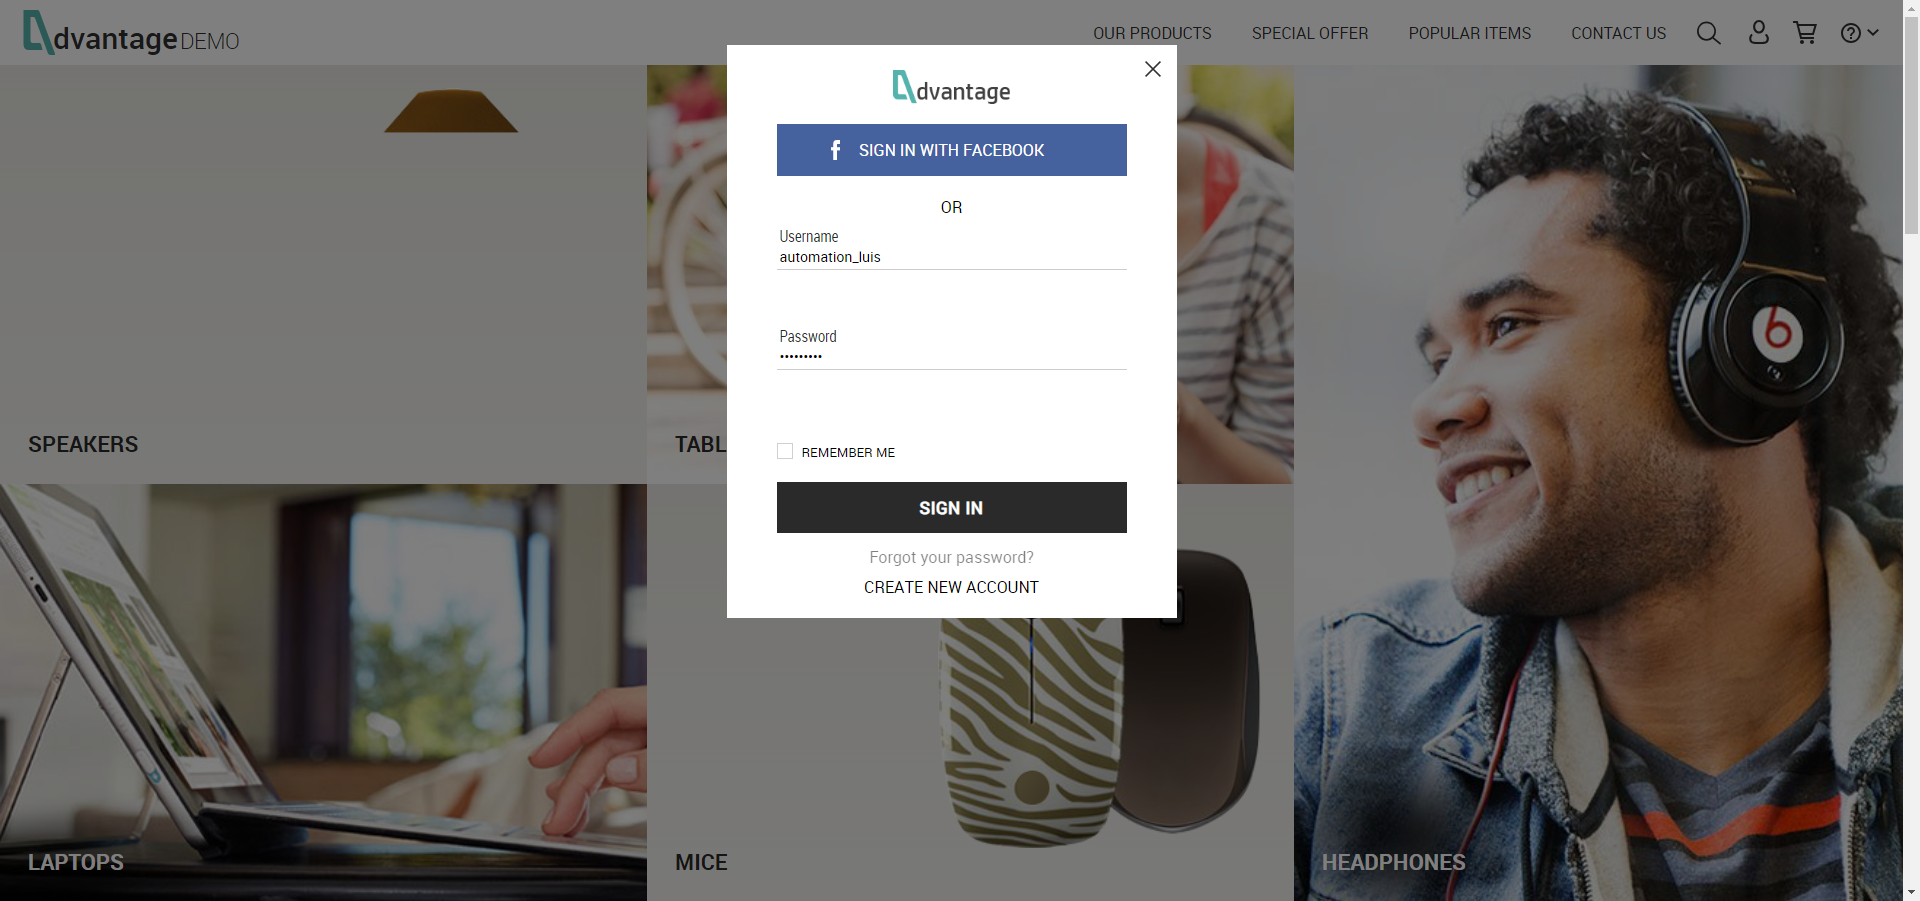 dvantage DEMO
OUR PRODUCTS
SPECIAL OFFER
POPULAR ITEMS
CONTACT US
dvantage
SIGN IN WITH FACEBOOK
OR
Username
automation_luis
Password
•••••••••
REMEMBER ME
SIGN IN
Forgot your password?
CREATE NEW ACCOUNT
SPEAKERS
TABL
LAPTOPS
MICE
HEADPHONES